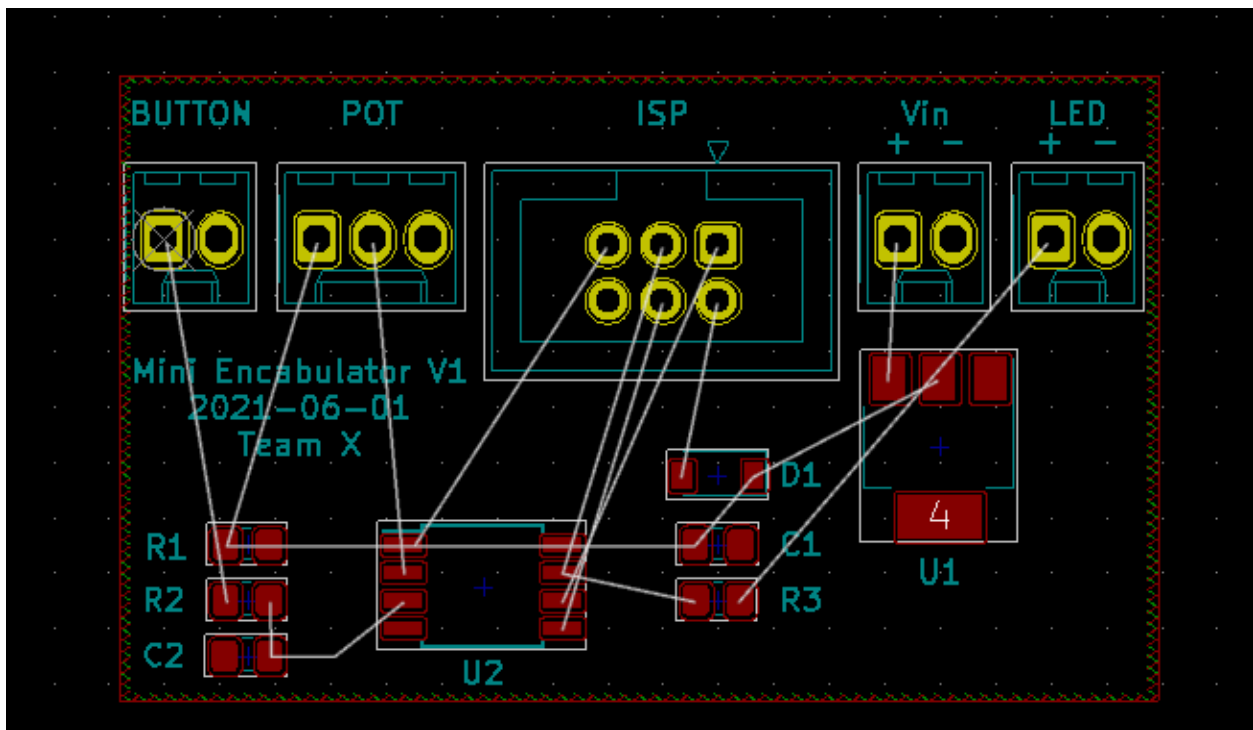 BUTTON POT ISP Vin LED
+ - + -
Mini Encabulator V1
2021-06-01
Team X
D1
R1 C1 4
R2 R3 U1
C2 U2